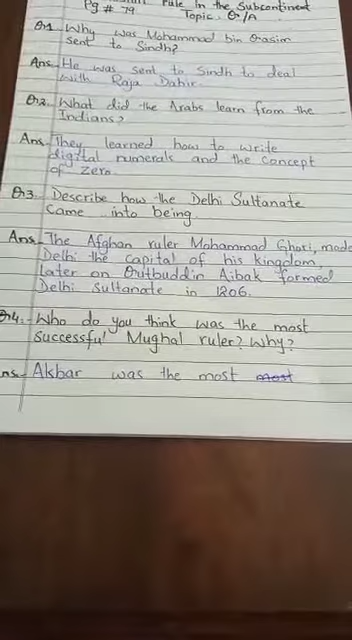 Rule In the Subcontinent
Pg # 79 Topic. Q/A
Q1. Why was Mohammad bin Qasim
sent to Sindh?
Ans. He was sent to Sindh to deal
with Raja Dahir.
Q2. What did the Arabs learn from the
Indians?
Ans. They learned how to write
digital numerals and the concept
of zero.
Q3. Describe how the Delhi Sultanate
Came into being.
Ans. The Afghan ruler Mohammad Ghori, made
Delhi the capital of his kingdom,
Later on Qutbuddin Aibak formed
Delhi Sultanate in 1206.
Q4. Who do you think was the most
successful Mughal ruler? Why?
ns. Akbar was the most most